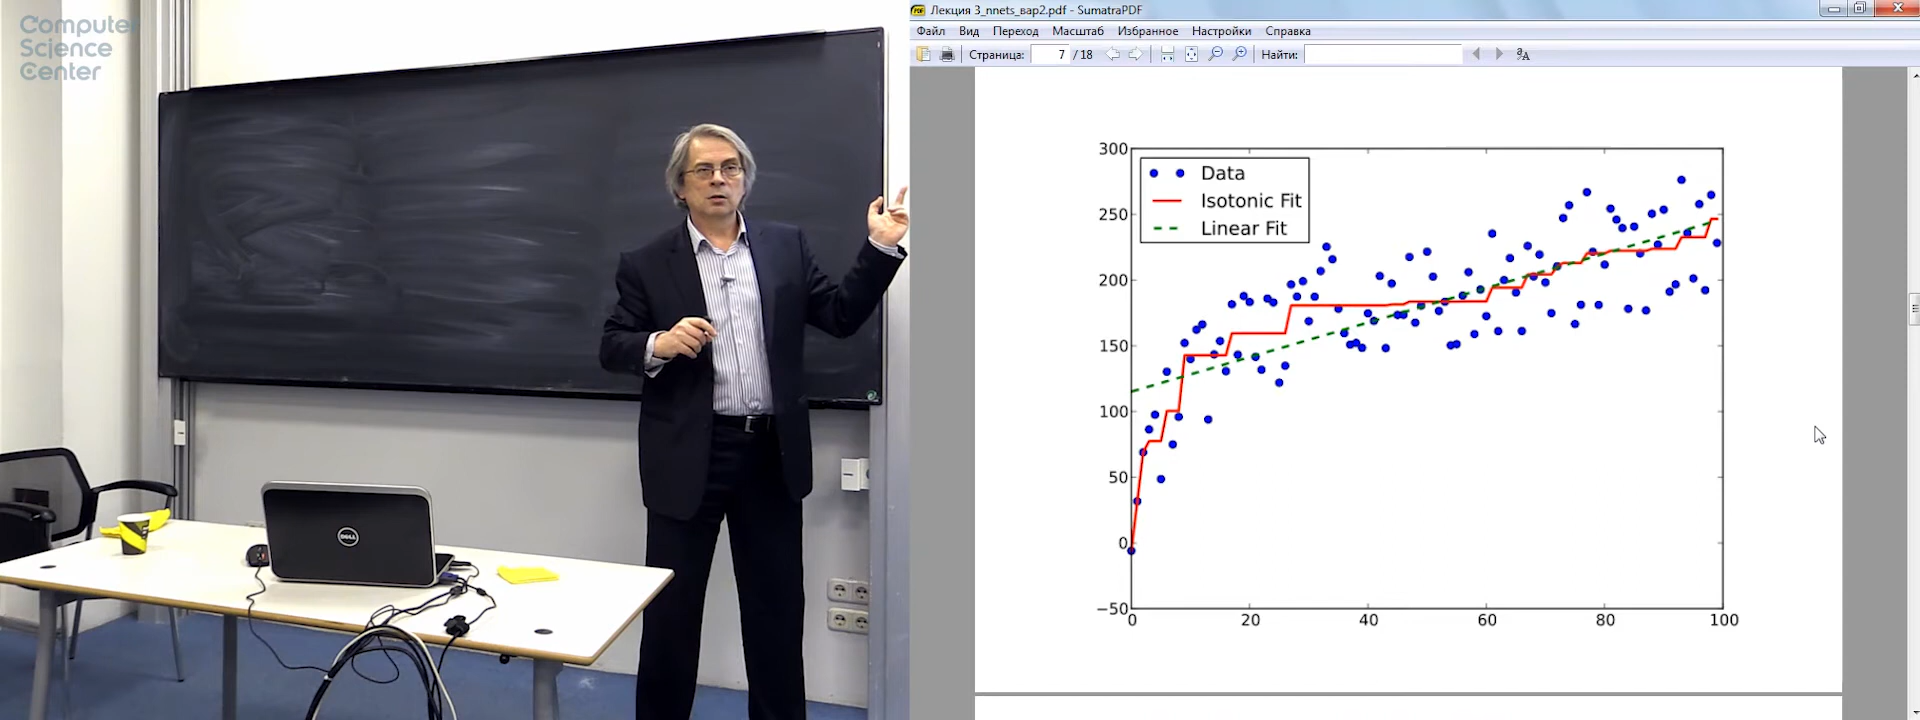 Computer
Science
Center
Лекция 3_nnets_вар2.pdf - SumatraPDF
Файл Вид Переход Масштаб Избранное Настройки Справка
Страница: 7 / 18 Найти:
300
250
200
150
100
50
0
−50
0 20 40 60 80 100
Data
Isotonic Fit
Linear Fit
DELL